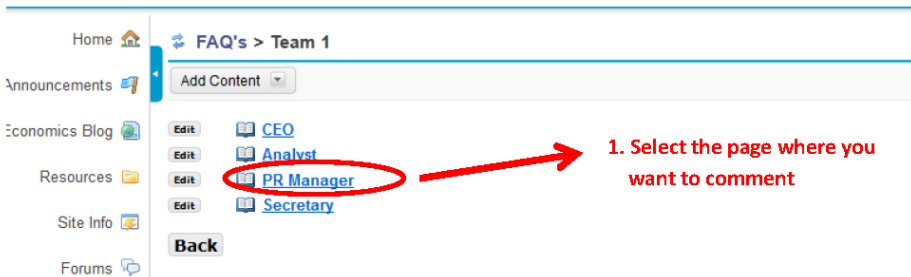 Home
FAQ's > Team 1
Announcements
Add Content
Economics Blog
Edit CEO
Edit Analyst
Resources
Edit PR Manager
Edit Secretary
Site Info
Back
Forums
1. Select the page where you
want to comment